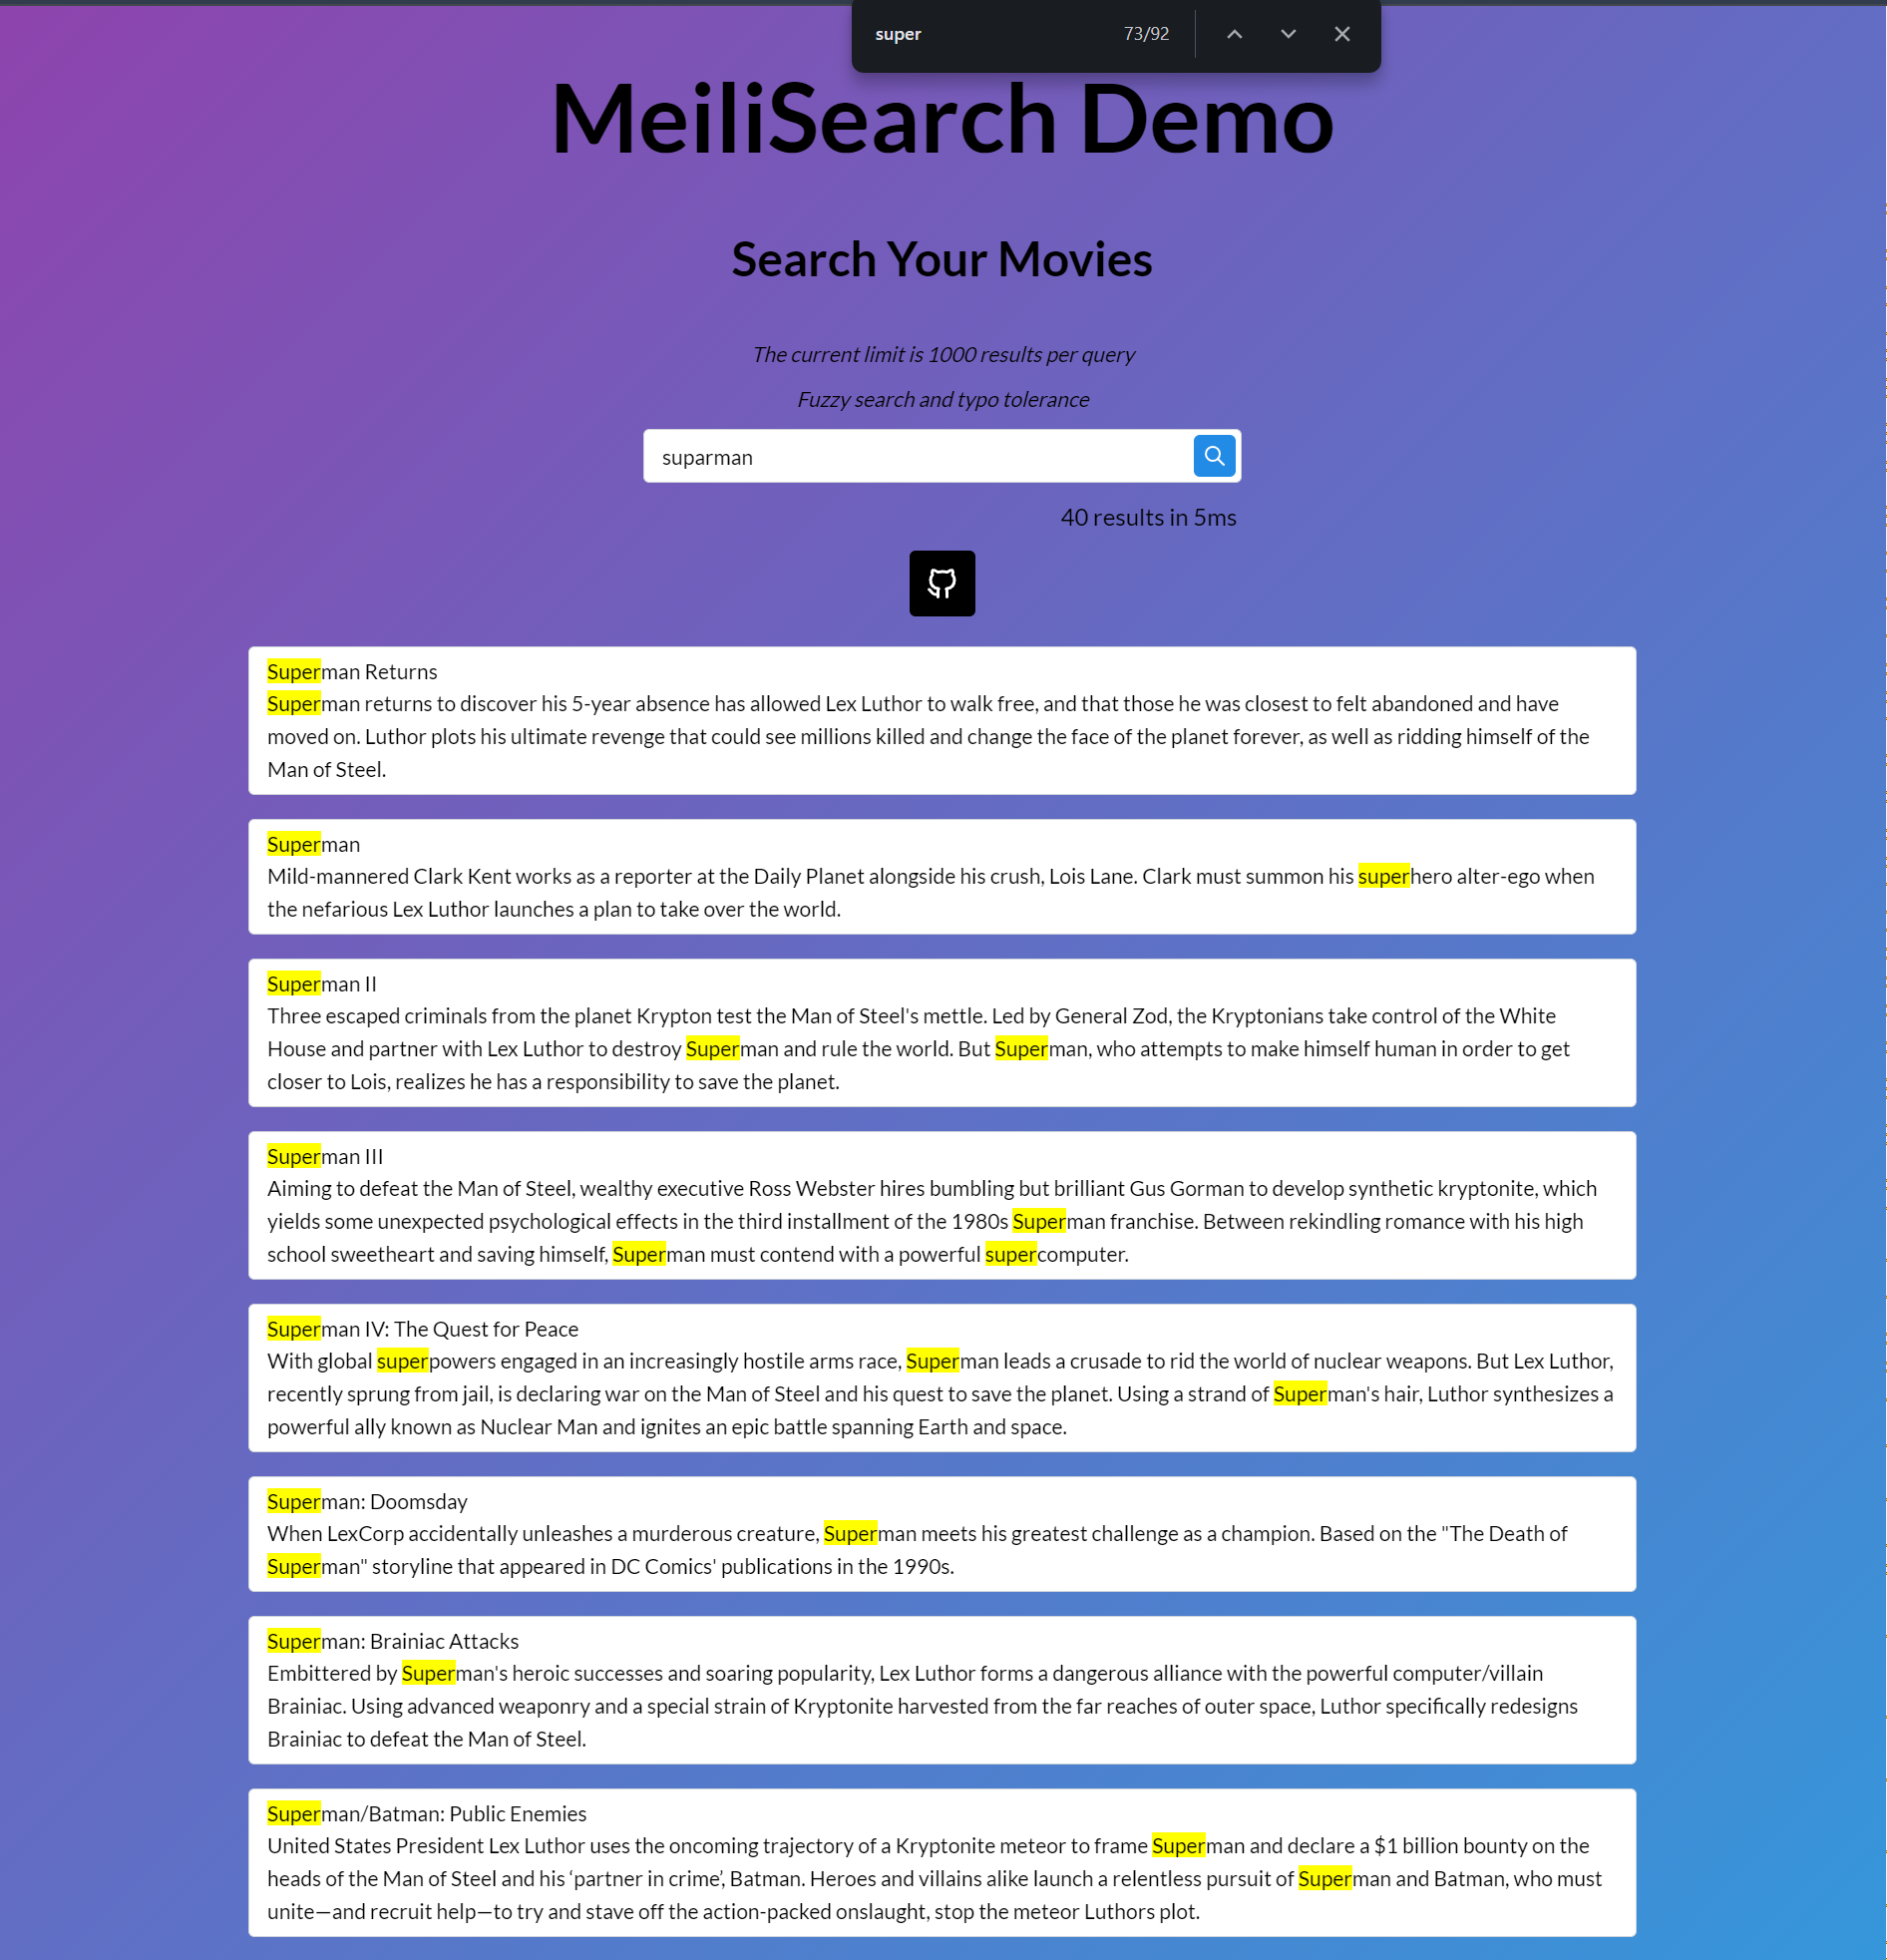 super 73/92
MeiliSearch Demo
Search Your Movies
The current limit is 1000 results per query
Fuzzy search and typo tolerance
suparman
40 results in 5ms
Superman Returns
Superman returns to discover his 5-year absence has allowed Lex Luthor to walk free, and that those he was closest to felt abandoned and have
moved on. Luthor plots his ultimate revenge that could see millions killed and change the face of the planet forever, as well as ridding himself of the
Man of Steel.
Superman
Mild-mannered Clark Kent works as a reporter at the Daily Planet alongside his crush, Lois Lane. Clark must summon his superhero alter-ego when
the nefarious Lex Luthor launches a plan to take over the world.
Superman II
Three escaped criminals from the planet Krypton test the Man of Steel's mettle. Led by General Zod, the Kryptonians take control of the White
House and partner with Lex Luthor to destroy Superman and rule the world. But Superman, who attempts to make himself human in order to get
closer to Lois, realizes he has a responsibility to save the planet.
Superman III
Aiming to defeat the Man of Steel, wealthy executive Ross Webster hires bumbling but brilliant Gus Gorman to develop synthetic kryptonite, which
yields some unexpected psychological effects in the third installment of the 1980s Superman franchise. Between rekindling romance with his high
school sweetheart and saving himself, Superman must contend with a powerful supercomputer.
Superman IV: The Quest for Peace
With global superpowers engaged in an increasingly hostile arms race, Superman leads a crusade to rid the world of nuclear weapons. But Lex Luthor,
recently sprung from jail, is declaring war on the Man of Steel and his quest to save the planet. Using a strand of Superman's hair, Luthor synthesizes a
powerful ally known as Nuclear Man and ignites an epic battle spanning Earth and space.
Superman: Doomsday
When LexCorp accidentally unleashes a murderous creature, Superman meets his greatest challenge as a champion. Based on the "The Death of
Superman" storyline that appeared in DC Comics' publications in the 1990s.
Superman: Brainiac Attacks
Embittered by Superman's heroic successes and soaring popularity, Lex Luthor forms a dangerous alliance with the powerful computer/villain
Brainiac. Using advanced weaponry and a special strain of Kryptonite harvested from the far reaches of outer space, Luthor specifically redesigns
Brainiac to defeat the Man of Steel.
Superman/Batman: Public Enemies
United States President Lex Luthor uses the oncoming trajectory of a Kryptonite meteor to frame Superman and declare a $1 billion bounty on the
heads of the Man of Steel and his ‘partner in crime’, Batman. Heroes and villains alike launch a relentless pursuit of Superman and Batman, who must
unite—and recruit help—to try and stave off the action-packed onslaught, stop the meteor Luthors plot.